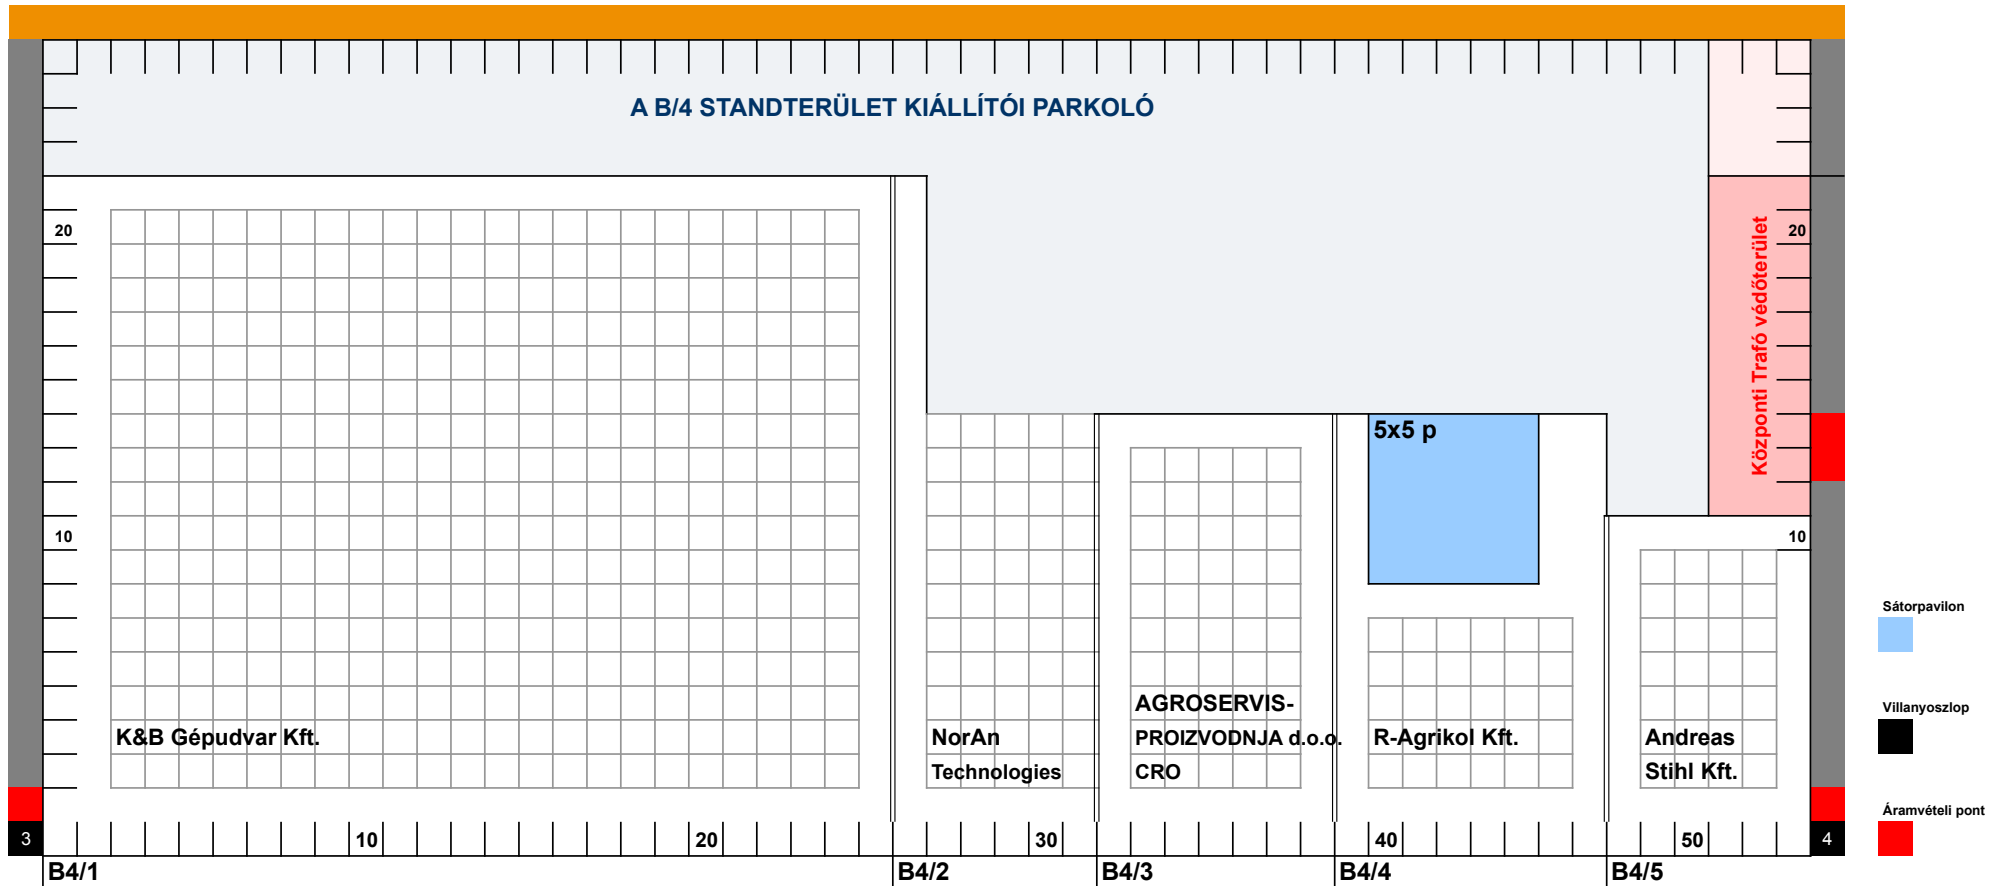 A B/4 STANDTERÜLET KIÁLLÍTÓI PARKOLÓ
20
20
Központi Trafó védőterület
5x5 p
10
10
Sátorpavilon
AGROSERVIS-
K&B Gépudvar Kft.
NorAn
PROIZVODNJA d.o.o.
R-Agrikol Kft.
Andreas
Technologies
CRO
Stihl Kft.
Villanyoszlop
Áramvételi pont
3
10
20
30
40
50
4
B4/1
B4/2
B4/3
B4/4
B4/5